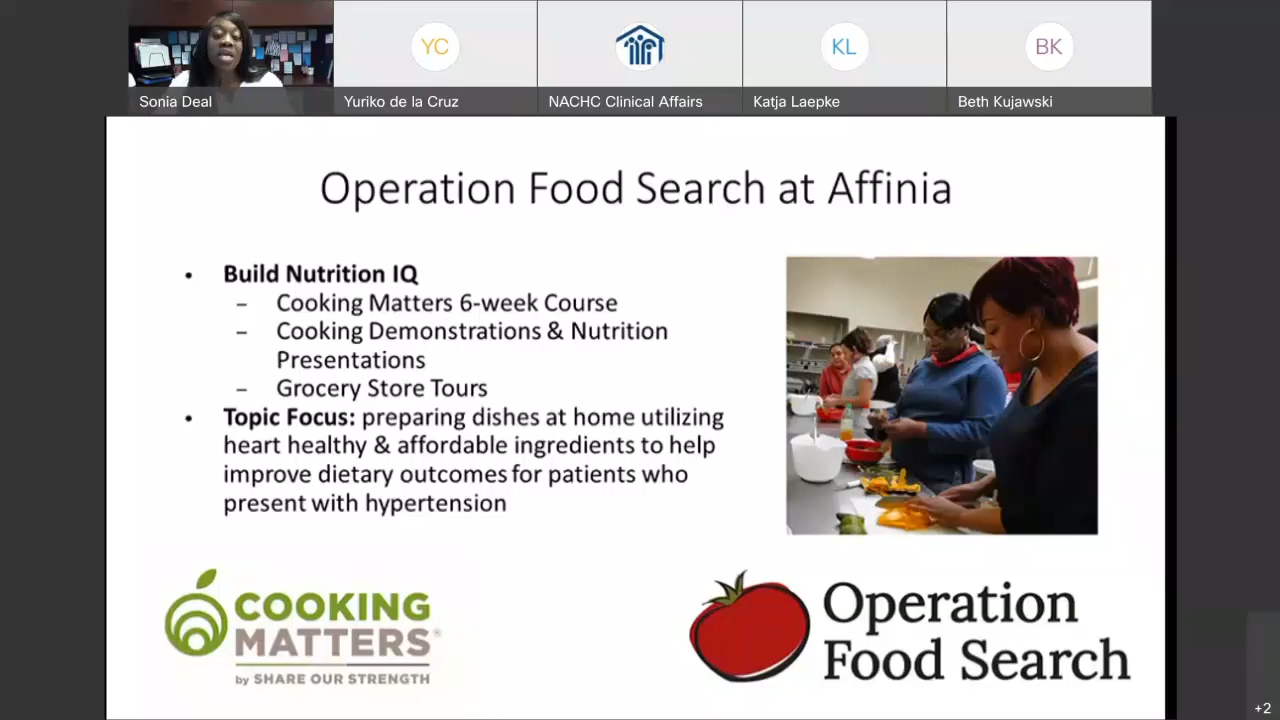 YC
KL
BK
Sonia Deal
Yuriko de la Cruz
NACHC Clinical Affairs
Katja Laepke
Beth Kujawski
Operation Food Search at Affinia
• Build Nutrition IQ
– Cooking Matters 6-week Course
– Cooking Demonstrations & Nutrition
Presentations
– Grocery Store Tours
• Topic Focus: preparing dishes at home utilizing
heart healthy & affordable ingredients to help
improve dietary outcomes for patients who
present with hypertension
COOKING
MATTERS®
by SHARE OUR STRENGTH
Operation
Food Search
+2